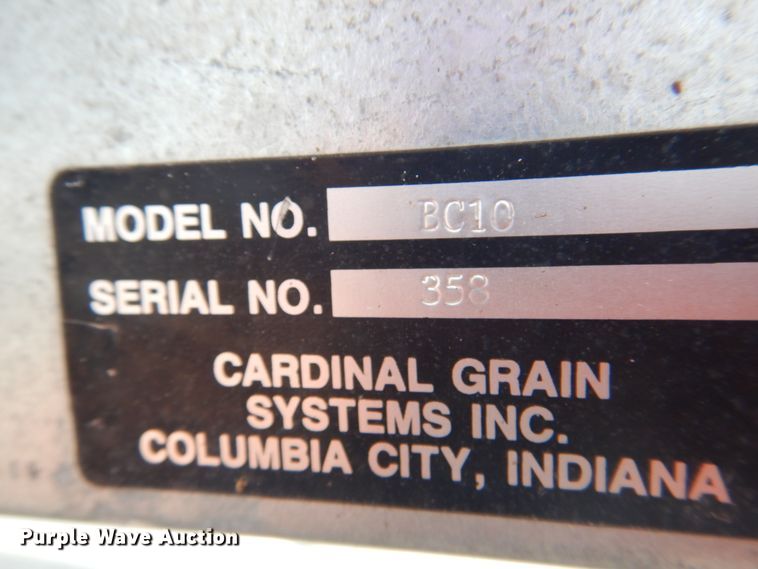 MODEL NO. BC10
SERIAL NO. 358
CARDINAL GRAIN
SYSTEMS INC.
COLUMBIA CITY, INDIANA
Purple Wave Auction